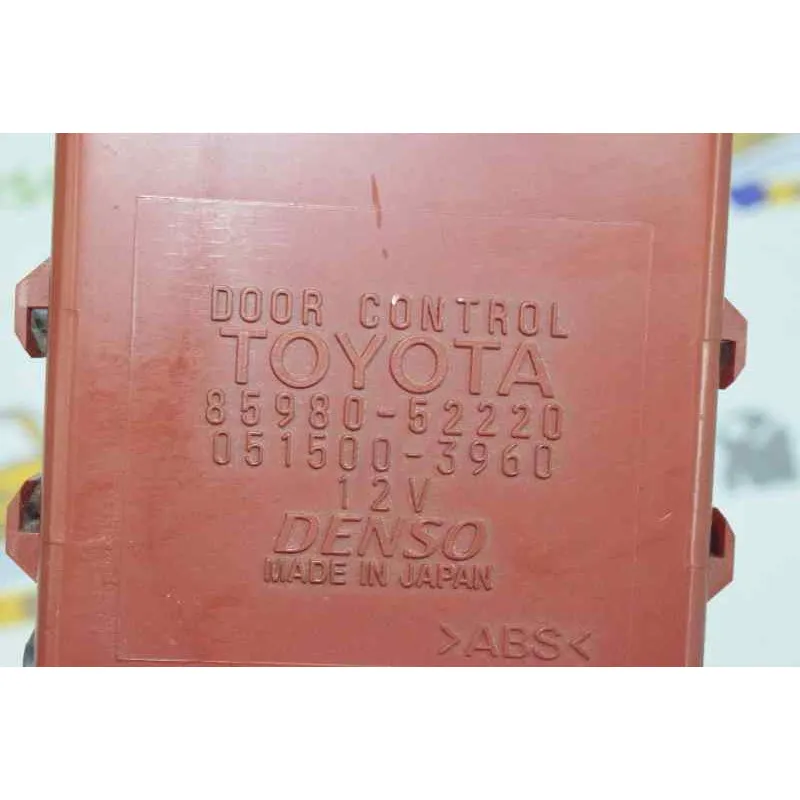 DOOR CONTROL
TOYOTA
85980-52220
051500-3960
12V
DENSO
MADE IN JAPAN
>ABS<